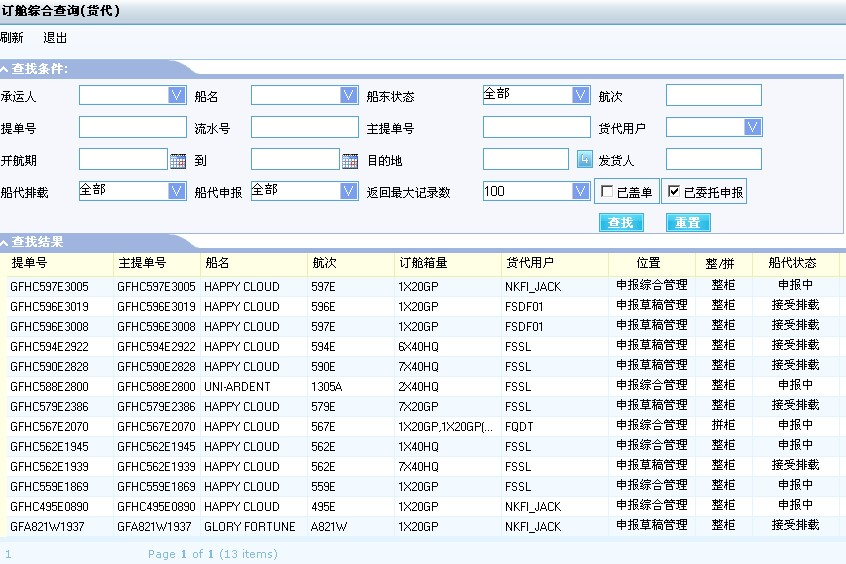 订舱综合查询(货代)
刷新 退出
查找条件:
承运人 船名 船东状态 全部 航次
提单号 流水号 主提单号 货代用户
开航期 到 目的地 发货人
船代排载 全部 船代申报 全部 返回最大记录数 100 已盖单 已委托申报
查找 重置
查找结果
提单号 主提单号 船名 航次 订舱箱量 货代用户 位置 整/拼 船代状态
GFHC597E3005 GFHC597E3005 HAPPY CLOUD 597E 1X20GP NKFI_JACK 申报综合管理 整柜 申报中
GFHC596E3019 GFHC596E3019 HAPPY CLOUD 596E 1X20GP FSDF01 申报草稿管理 整柜 接受排载
GFHC596E3008 GFHC596E3008 HAPPY CLOUD 596E 1X20GP FSDF01 申报草稿管理 整柜 接受排载
GFHC594E2922 GFHC594E2922 HAPPY CLOUD 594E 6X40HQ FSSL 申报草稿管理 整柜 接受排载
GFHC590E2828 GFHC590E2828 HAPPY CLOUD 590E 7X40HQ FSSL 申报草稿管理 整柜 接受排载
GFHC588E2800 GFHC588E2800 UNI-ARDENT 1305A 2X40HQ FSSL 申报综合管理 整柜 申报中
GFHC579E2386 GFHC579E2386 HAPPY CLOUD 579E 7X20GP FSSL 申报草稿管理 整柜 接受排载
GFHC567E2070 GFHC567E2070 HAPPY CLOUD 567E 1X20GP,1X20GP(... FQDT 申报综合管理 拼柜 申报中
GFHC562E1945 GFHC562E1945 HAPPY CLOUD 562E 1X40HQ FSSL 申报综合管理 整柜 申报中
GFHC562E1939 GFHC562E1939 HAPPY CLOUD 562E 7X40HQ FSSL 申报草稿管理 整柜 接受排载
GFHC559E1869 GFHC559E1869 HAPPY CLOUD 559E 1X20GP FSSL 申报综合管理 整柜 申报中
GFHC495E0890 GFHC495E0890 HAPPY CLOUD 495E 1X20GP NKFI_JACK 申报综合管理 整柜 申报中
GFA821W1937 GFA821W1937 GLORY FORTUNE A821W 1X20GP NKFI_JACK 申报草稿管理 整柜 接受排载
1 Page 1 of 1 (13 items)